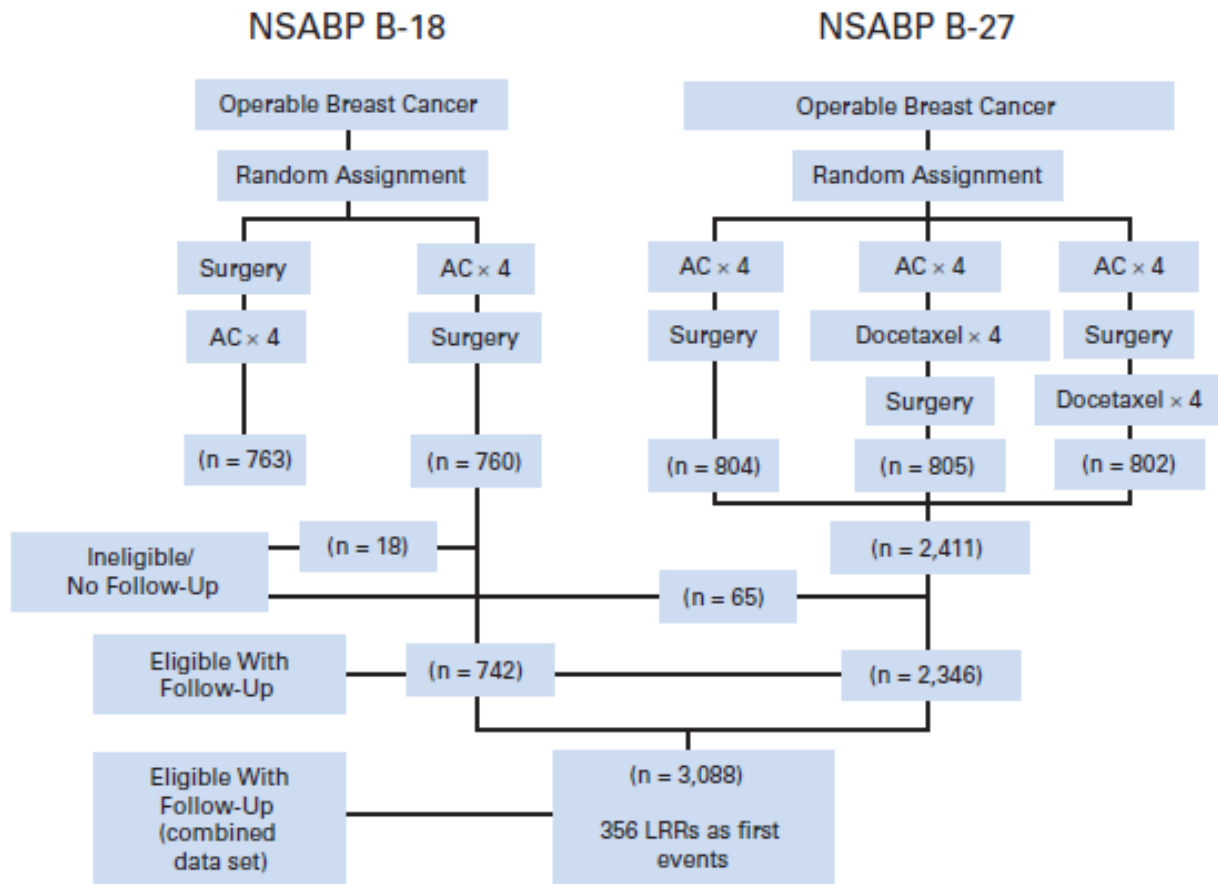 NSABP B-18
Operable Breast Cancer
Random Assignment
Surgery
AC × 4
(n = 763)
AC × 4
Surgery
(n = 760)
NSABP B-27
Operable Breast Cancer
Random Assignment
AC × 4
Surgery
(n = 804)
AC × 4
Docetaxel × 4
Surgery
(n = 805)
AC × 4
Surgery
Docetaxel × 4
(n = 802)
(n = 2,411)
Ineligible/
No Follow-Up
(n = 18)
(n = 65)
Eligible With
Follow-Up
(n = 742)
(n = 2,346)
Eligible With
Follow-Up
(combined
data set)
(n = 3,088)
356 LRRs as first
events